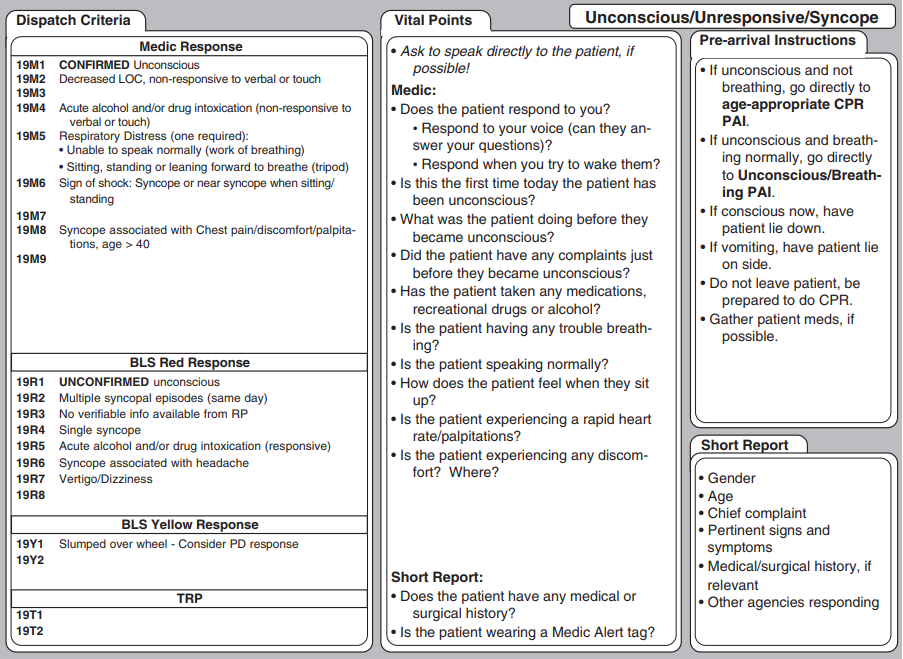 Dispatch Criteria
Medic Response
19M1 CONFIRMED Unconscious
19M2 Decreased LOC, non-responsive to verbal or touch
19M3
19M4 Acute alcohol and/or drug intoxication (non-responsive to
verbal or touch)
19M5 Respiratory Distress (one required):
• Unable to speak normally (work of breathing)
• Sitting, standing or leaning forward to breathe (tripod)
19M6 Sign of shock: Syncope or near syncope when sitting/
standing
19M7
19M8 Syncope associated with Chest pain/discomfort/palpita-
tions, age > 40
19M9
BLS Red Response
19R1 UNCONFIRMED unconscious
19R2 Multiple syncopal episodes (same day)
19R3 No verifiable info available from RP
19R4 Single syncope
19R5 Acute alcohol and/or drug intoxication (responsive)
19R6 Syncope associated with headache
19R7 Vertigo/Dizziness
19R8
BLS Yellow Response
19Y1 Slumped over wheel - Consider PD response
19Y2
TRP
19T1
19T2
Vital Points
• Ask to speak directly to the patient, if
possible!
Medic:
• Does the patient respond to you?
• Respond to your voice (can they an-
swer your questions)?
• Respond when you try to wake them?
• Is this the first time today the patient has
been unconscious?
• What was the patient doing before they
became unconscious?
• Did the patient have any complaints just
before they became unconscious?
• Has the patient taken any medications,
recreational drugs or alcohol?
• Is the patient having any trouble breath-
ing?
• Is the patient speaking normally?
• How does the patient feel when they sit
up?
• Is the patient experiencing a rapid heart
rate/palpitations?
• Is the patient experiencing any discom-
fort? Where?
Short Report:
• Does the patient have any medical or
surgical history?
• Is the patient wearing a Medic Alert tag?
Unconscious/Unresponsive/Syncope
Pre-arrival Instructions
• If unconscious and not
breathing, go directly to
age-appropriate CPR
PAI.
• If unconscious and breath-
ing normally, go directly
to Unconscious/Breath-
ing PAI.
• If conscious now, have
patient lie down.
• If vomiting, have patient lie
on side.
• Do not leave patient, be
prepared to do CPR.
• Gather patient meds, if
possible.
Short Report
• Gender
• Age
• Chief complaint
• Pertinent signs and
symptoms
• Medical/surgical history, if
relevant
• Other agencies responding